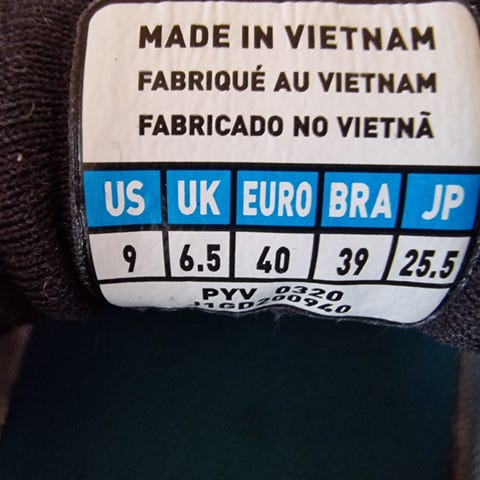 MADE IN VIETNAM
FABRIQUÉ AU VIETNAM
FABRICADO NO VIETNÃ
US UK EURO BRA JP
9 6.5 40 39 25.5
PYV 0320
J1GD200940